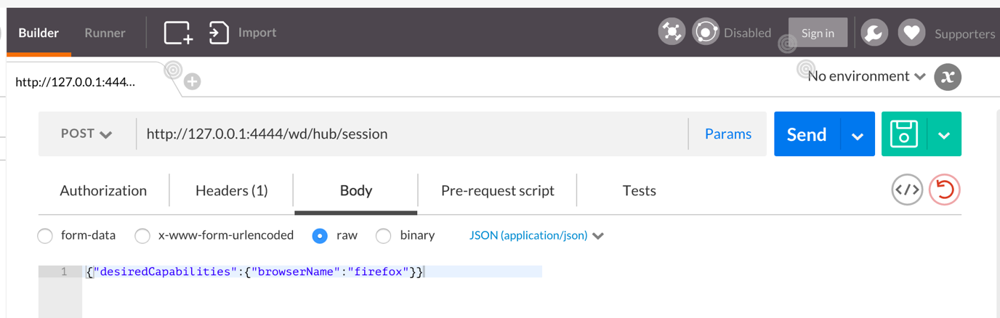 Builder Runner Import Disabled Sign in Supporters
http://127.0.0.1:444... No environment x
POST http://127.0.0.1:4444/wd/hub/session Params Send
Authorization Headers (1) Body Pre-request script Tests </>
form-data x-www-form-urlencoded raw binary JSON (application/json)
1 {"desiredCapabilities":{"browserName":"firefox"}}